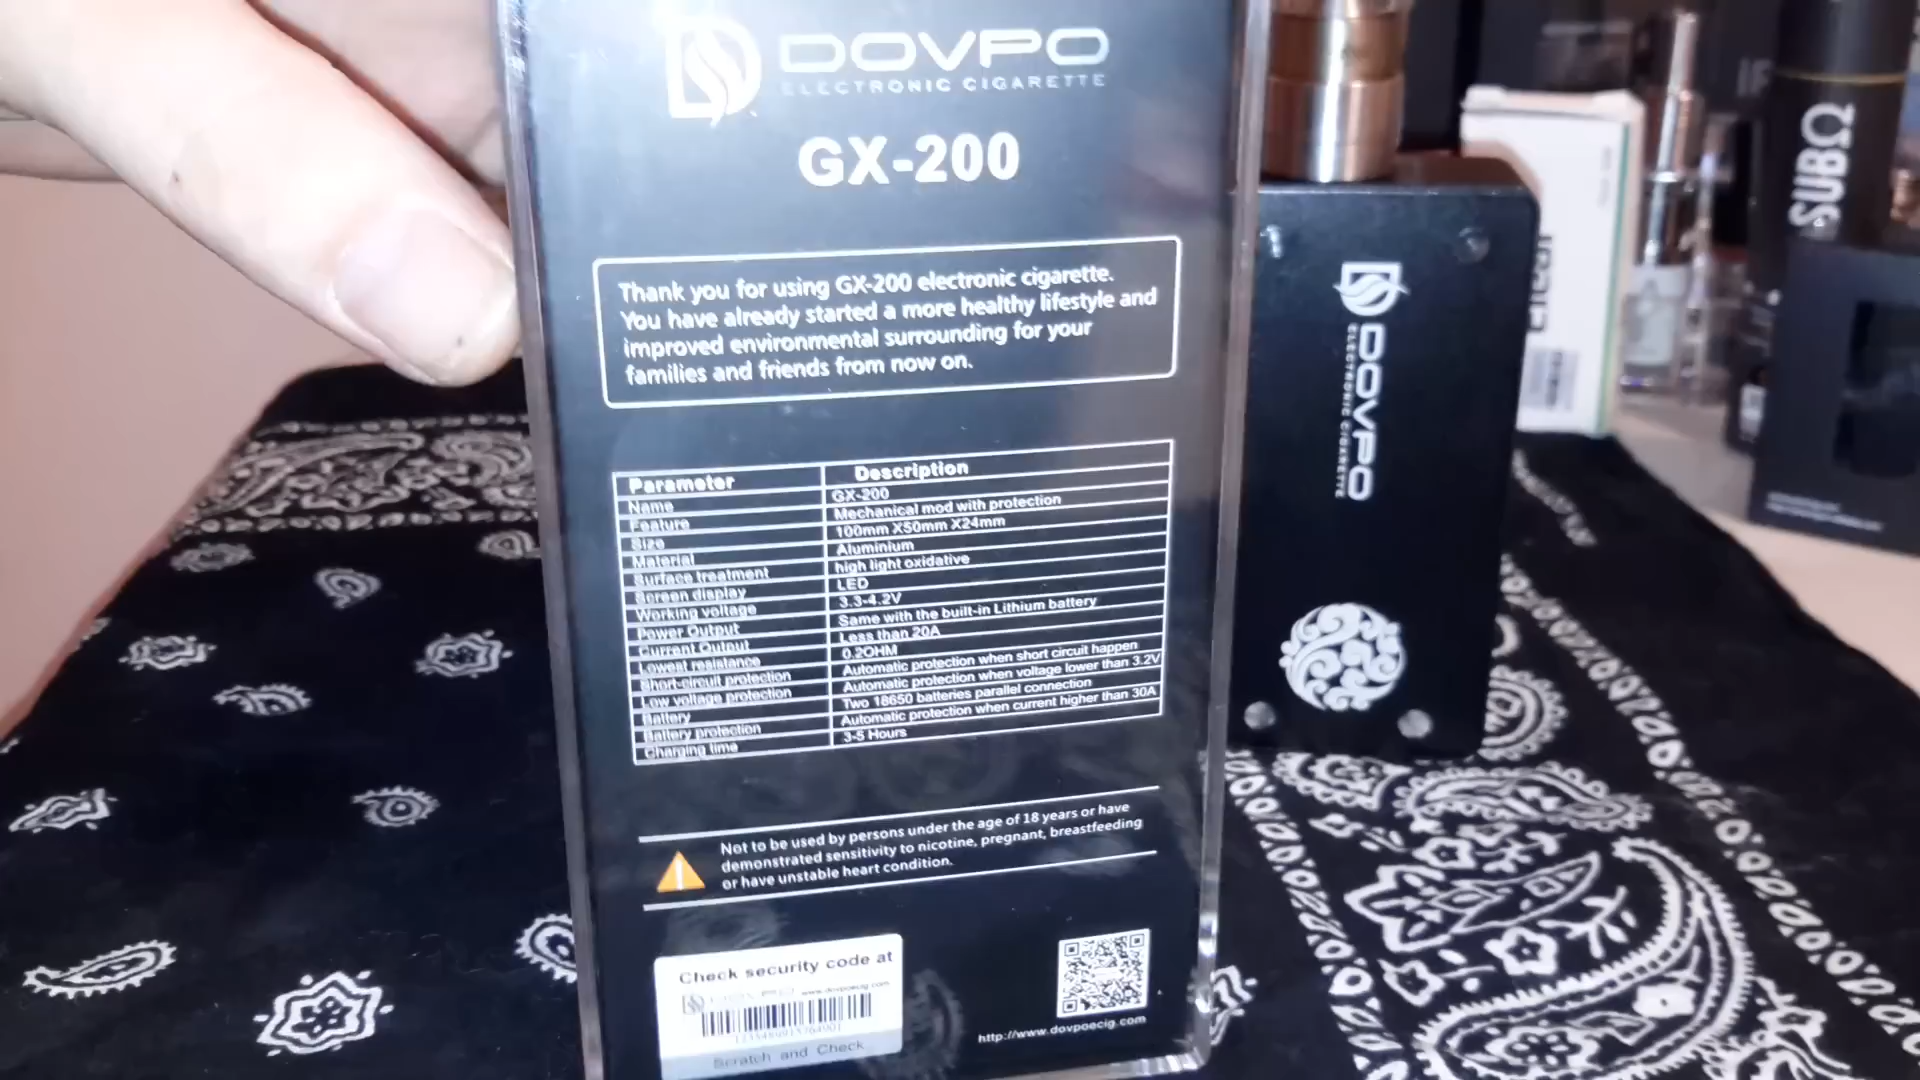 DOVPO
ELECTRONIC CIGARETTE
GX-200
Thank you for using GX-200 electronic cigarette.
You have already started a more healthy lifestyle and
improved environmental surrounding for your
families and friends from now on.
Parameter Description
Name GX-200
Feature Mechanical mod with protection
Size 100mm X50mm X24mm
Material Aluminium
Surface treatment high light oxidative
Screen display LED
Working voltage 3.3-4.2V
Power Output Same with the built-in Lithium battery
Current Output Less than 20A
Lowest resistance 0.2OHM
Short-circuit protection Automatic protection when short circuit happen
Low voltage protection Automatic protection when voltage lower than 3.2V
Battery Two 18650 batteries parallel connection
Battery protection Automatic protection when current higher than 30A
Charging time 3-5 Hours
Not to be used by persons under the age of 18 years or have
demonstrated sensitivity to nicotine, pregnant, breastfeeding
or have unstable heart condition.
Check security code at
www.dovpoecig.com
Scratch and Check
http://www.dovpoecig.com
DOVPO
ELECTRONIC CIGARETTE
SUBΩ